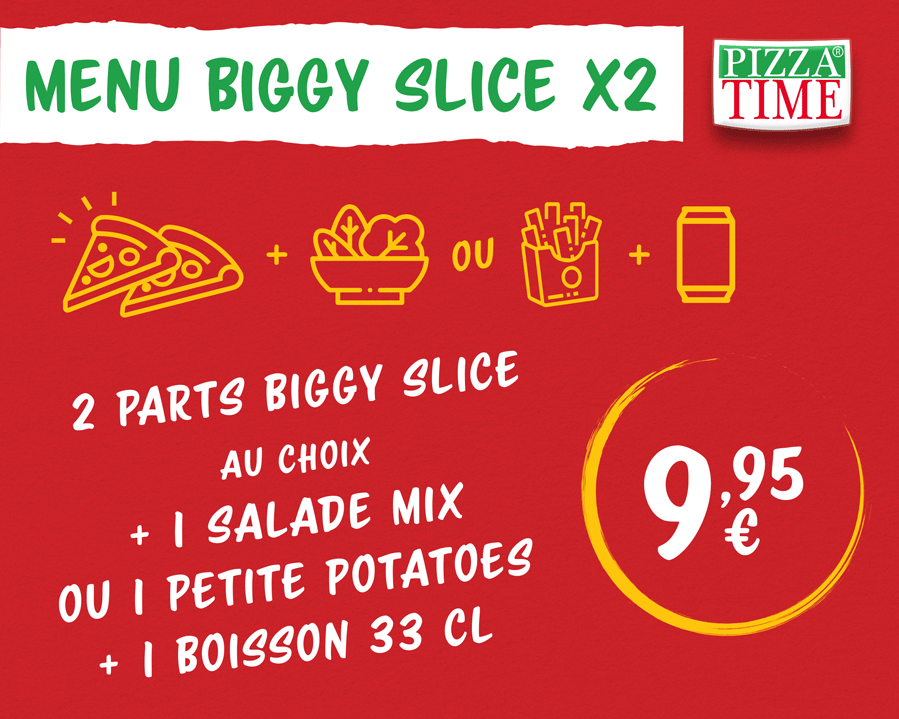 MENU BIGGY SLICE X2
PIZZA®
TIME
+ OU +
2 PARTS BIGGY SLICE
AU CHOIX
+ 1 SALADE MIX
OU 1 PETITE POTATOES
+ 1 BOISSON 33 CL
9,95
€